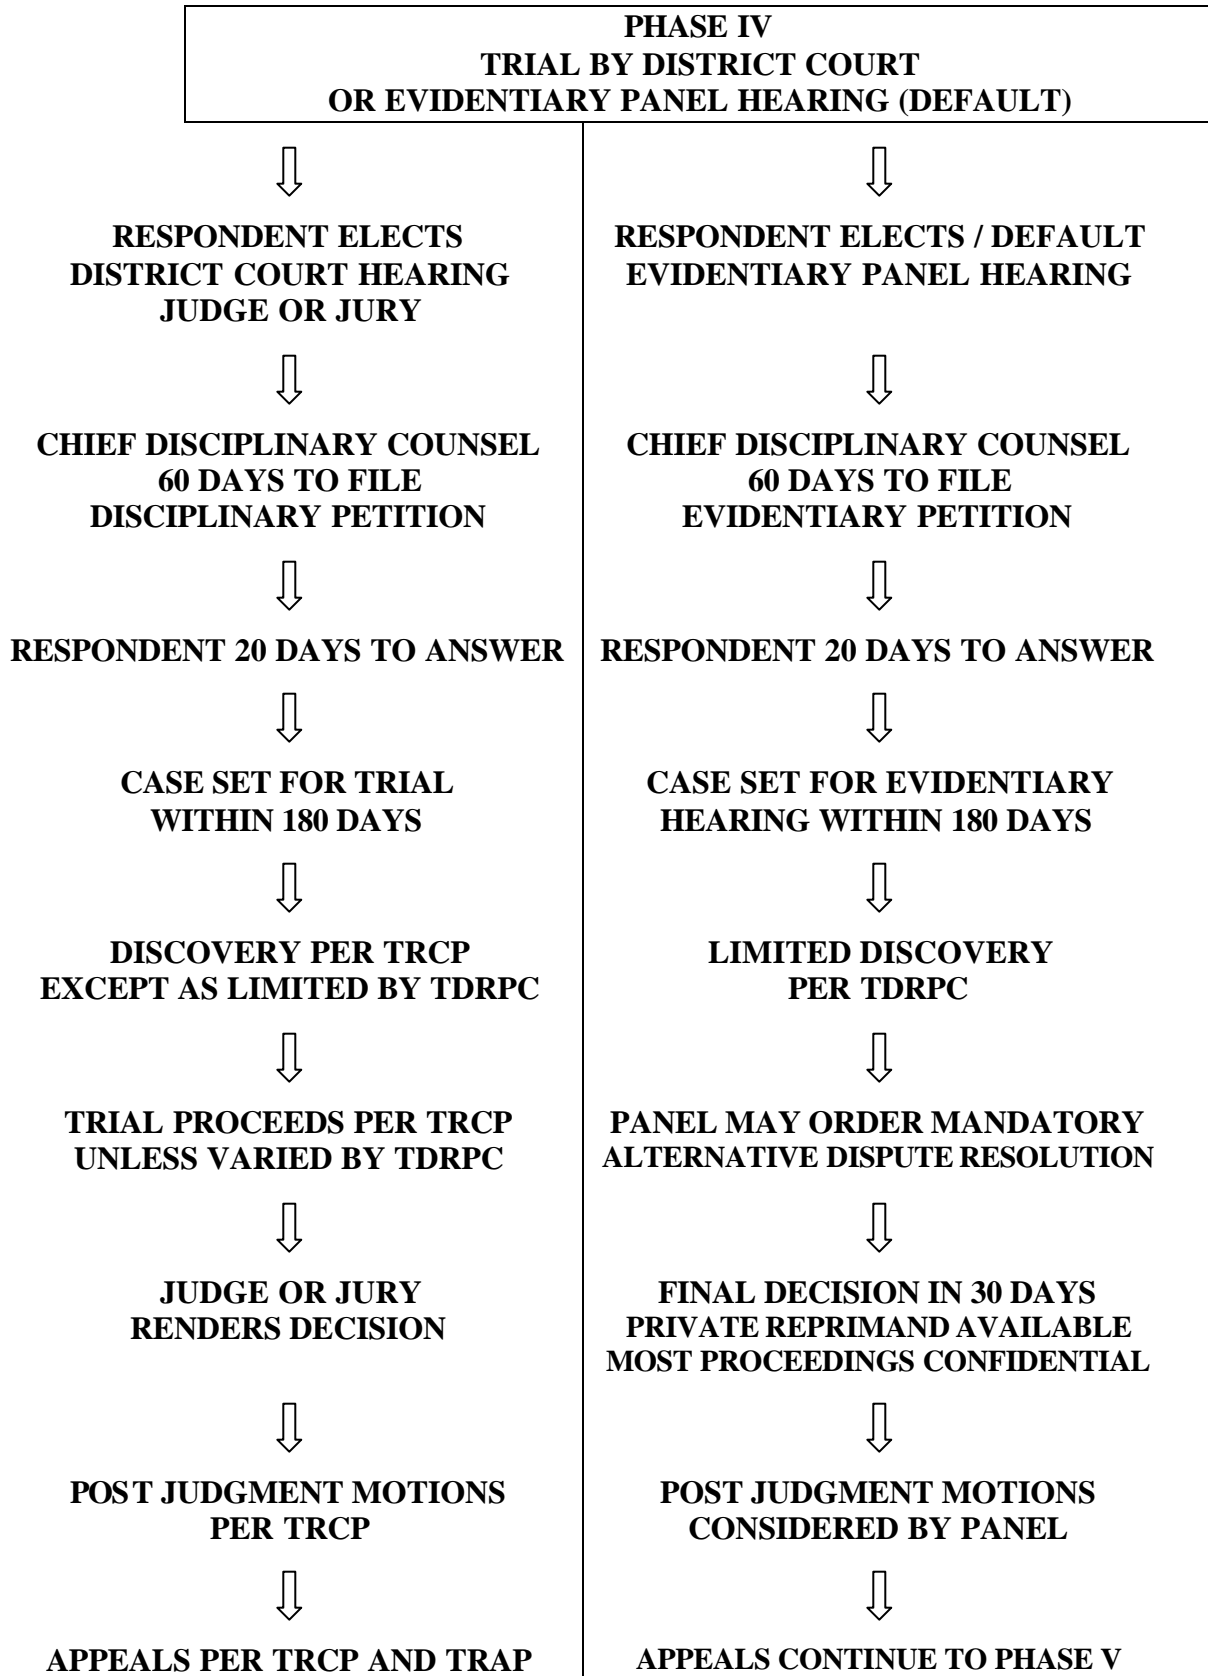 PHASE IV
TRIAL BY DISTRICT COURT
OR EVIDENTIARY PANEL HEARING (DEFAULT)
RESPONDENT ELECTS
DISTRICT COURT HEARING
JUDGE OR JURY
CHIEF DISCIPLINARY COUNSEL
60 DAYS TO FILE
DISCIPLINARY PETITION
RESPONDENT 20 DAYS TO ANSWER
CASE SET FOR TRIAL
WITHIN 180 DAYS
DISCOVERY PER TRCP
EXCEPT AS LIMITED BY TDRPC
TRIAL PROCEEDS PER TRCP
UNLESS VARIED BY TDRPC
JUDGE OR JURY
RENDERS DECISION
POST JUDGMENT MOTIONS
PER TRCP
APPEALS PER TRCP AND TRAP
RESPONDENT ELECTS / DEFAULT
EVIDENTIARY PANEL HEARING
CHIEF DISCIPLINARY COUNSEL
60 DAYS TO FILE
EVIDENTIARY PETITION
RESPONDENT 20 DAYS TO ANSWER
CASE SET FOR EVIDENTIARY
HEARING WITHIN 180 DAYS
LIMITED DISCOVERY
PER TDRPC
PANEL MAY ORDER MANDATORY
ALTERNATIVE DISPUTE RESOLUTION
FINAL DECISION IN 30 DAYS
PRIVATE REPRIMAND AVAILABLE
MOST PROCEEDINGS CONFIDENTIAL
POST JUDGMENT MOTIONS
CONSIDERED BY PANEL
APPEALS CONTINUE TO PHASE V